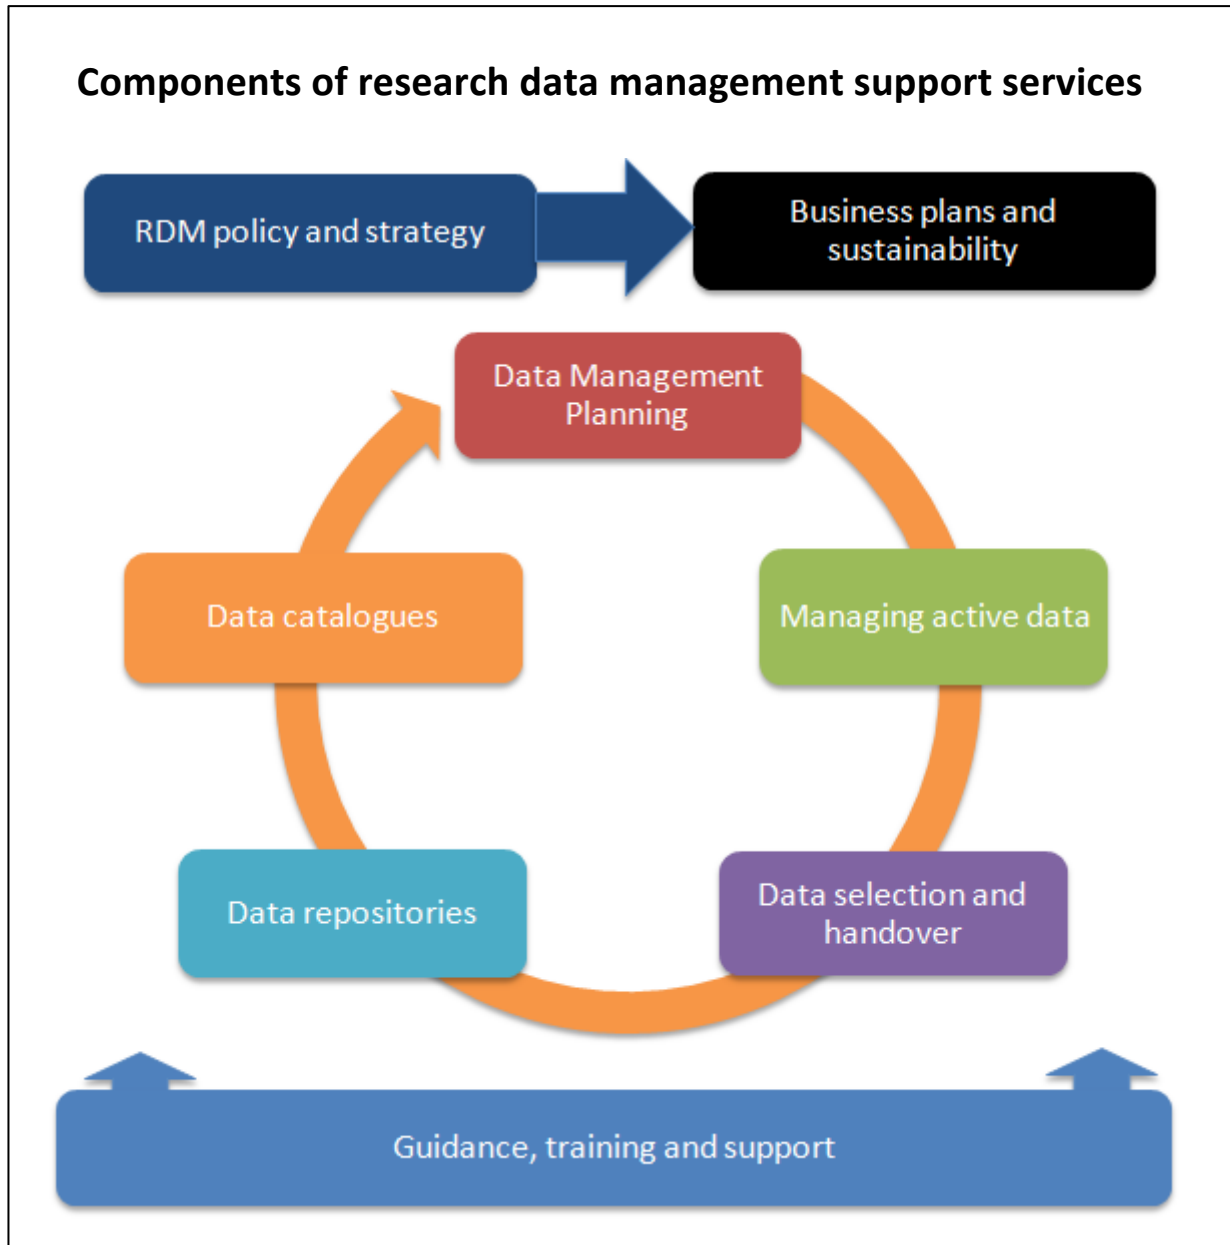 Components of research data management support services
RDM policy and strategy
Business plans and
sustainability
Data Management
Planning
Data catalogues
Managing active data
Data repositories
Data selection and
handover
Guidance, training and support